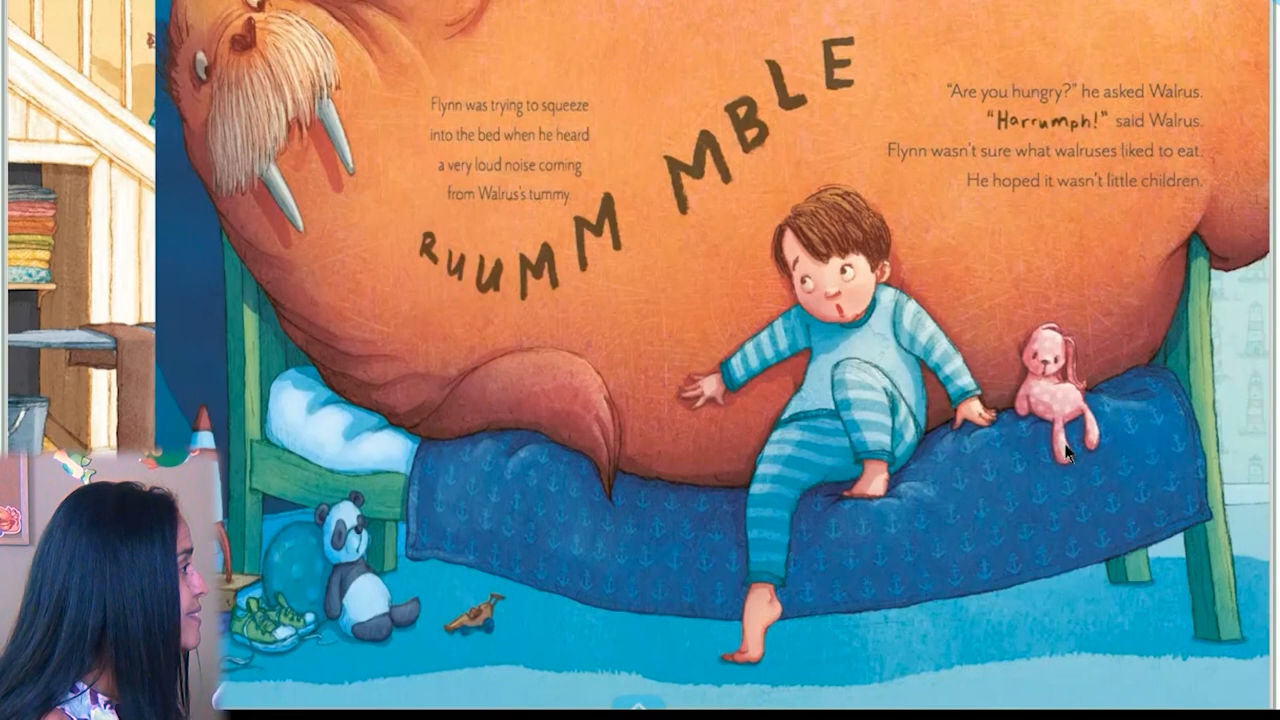 Flynn was trying to squeeze
into the bed when he heard
a very loud noise coming
from Walrus's tummy.
RUUMM MBLE
"Are you hungry?" he asked Walrus.
"Harrumph!" said Walrus.
Flynn wasn't sure what walruses liked to eat.
He hoped it wasn't little children.